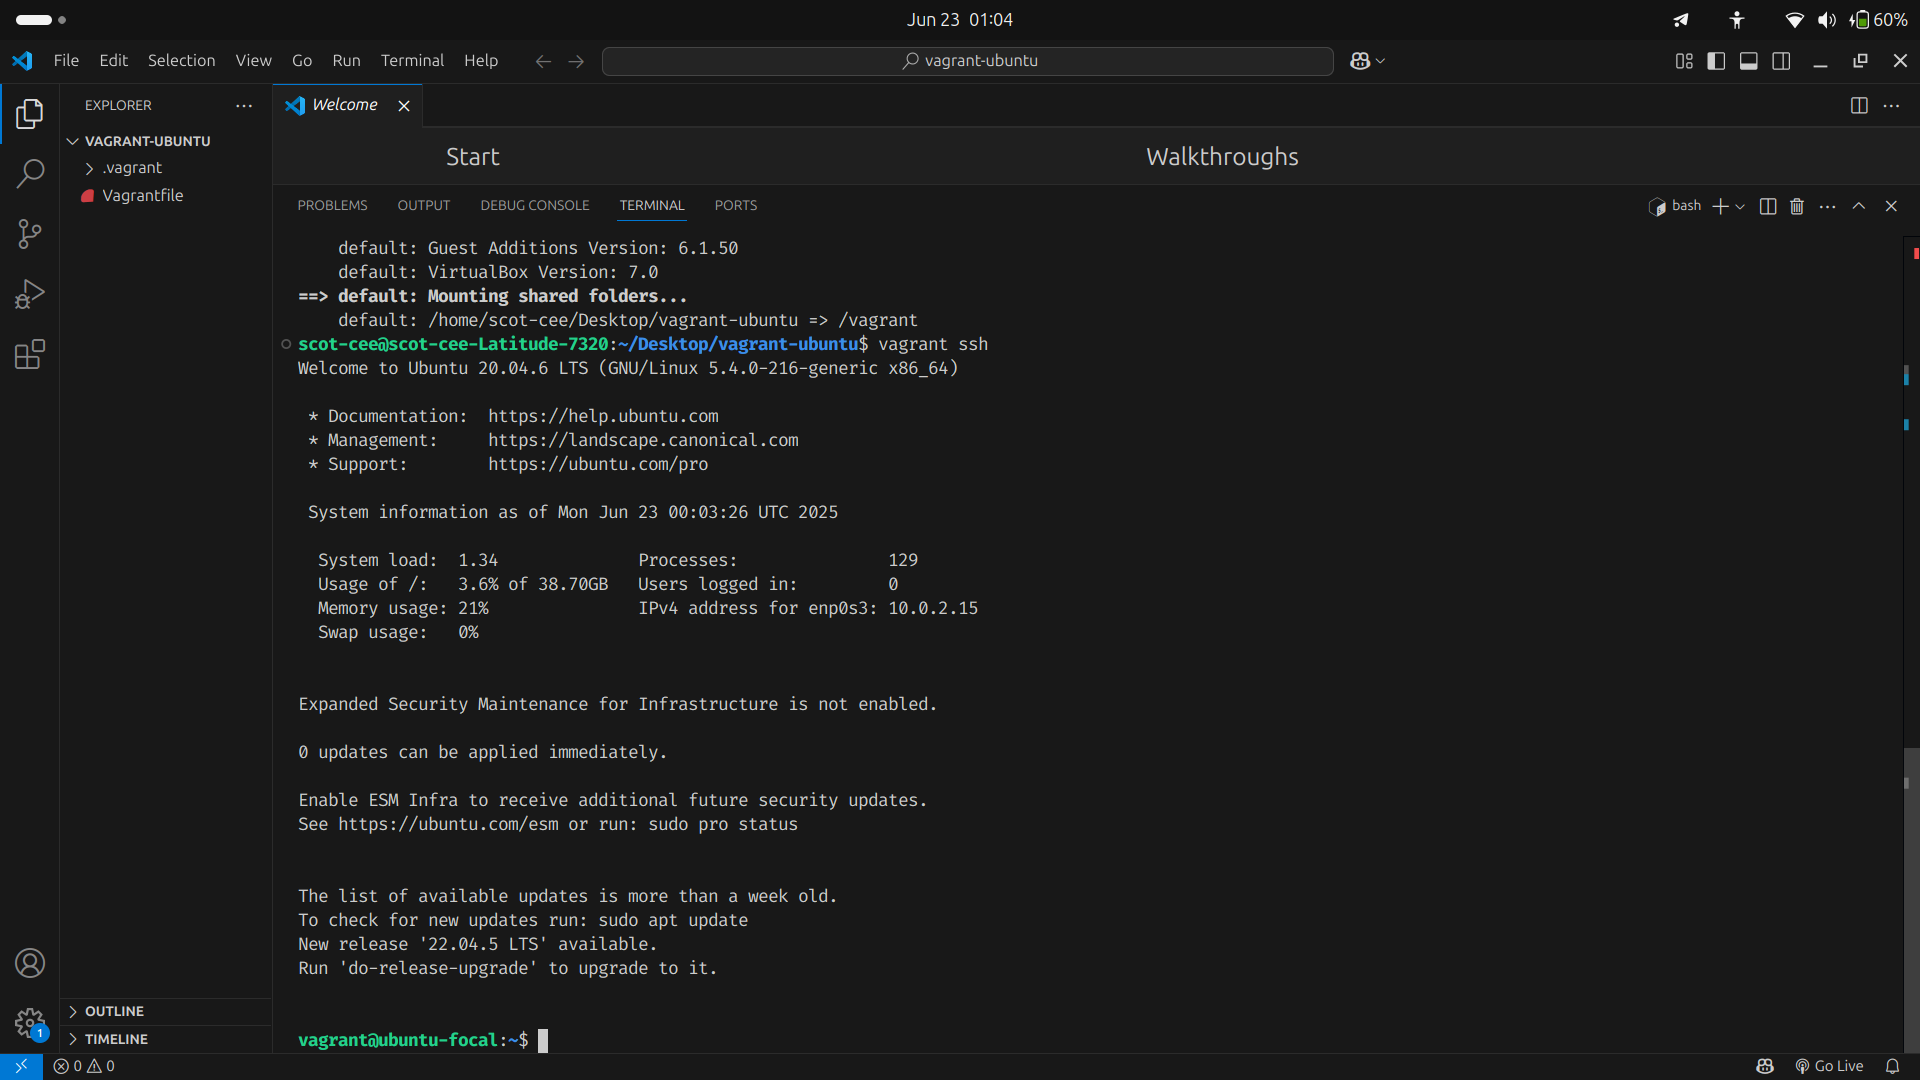 Jun 23 01:04
60%
File Edit Selection View Go Run Terminal Help
vagrant-ubuntu
EXPLORER
Welcome
VAGRANT-UBUNTU
.vagrant
Vagrantfile
Start
Walkthroughs
PROBLEMS OUTPUT DEBUG CONSOLE TERMINAL PORTS
bash
default: Guest Additions Version: 6.1.50
default: VirtualBox Version: 7.0
==> default: Mounting shared folders...
default: /home/scot-cee/Desktop/vagrant-ubuntu => /vagrant
scot-cee@scot-cee-Latitude-7320:~/Desktop/vagrant-ubuntu$ vagrant ssh
Welcome to Ubuntu 20.04.6 LTS (GNU/Linux 5.4.0-216-generic x86_64)
* Documentation: https://help.ubuntu.com
* Management: https://landscape.canonical.com
* Support: https://ubuntu.com/pro
System information as of Mon Jun 23 00:03:26 UTC 2025
System load: 1.34 Processes: 129
Usage of /: 3.6% of 38.70GB Users logged in: 0
Memory usage: 21% IPv4 address for enp0s3: 10.0.2.15
Swap usage: 0%
Expanded Security Maintenance for Infrastructure is not enabled.
0 updates can be applied immediately.
Enable ESM Infra to receive additional future security updates.
See https://ubuntu.com/esm or run: sudo pro status
The list of available updates is more than a week old.
To check for new updates run: sudo apt update
New release '22.04.5 LTS' available.
Run 'do-release-upgrade' to upgrade to it.
vagrant@ubuntu-focal:~$
OUTLINE
TIMELINE
1
0 0
Go Live